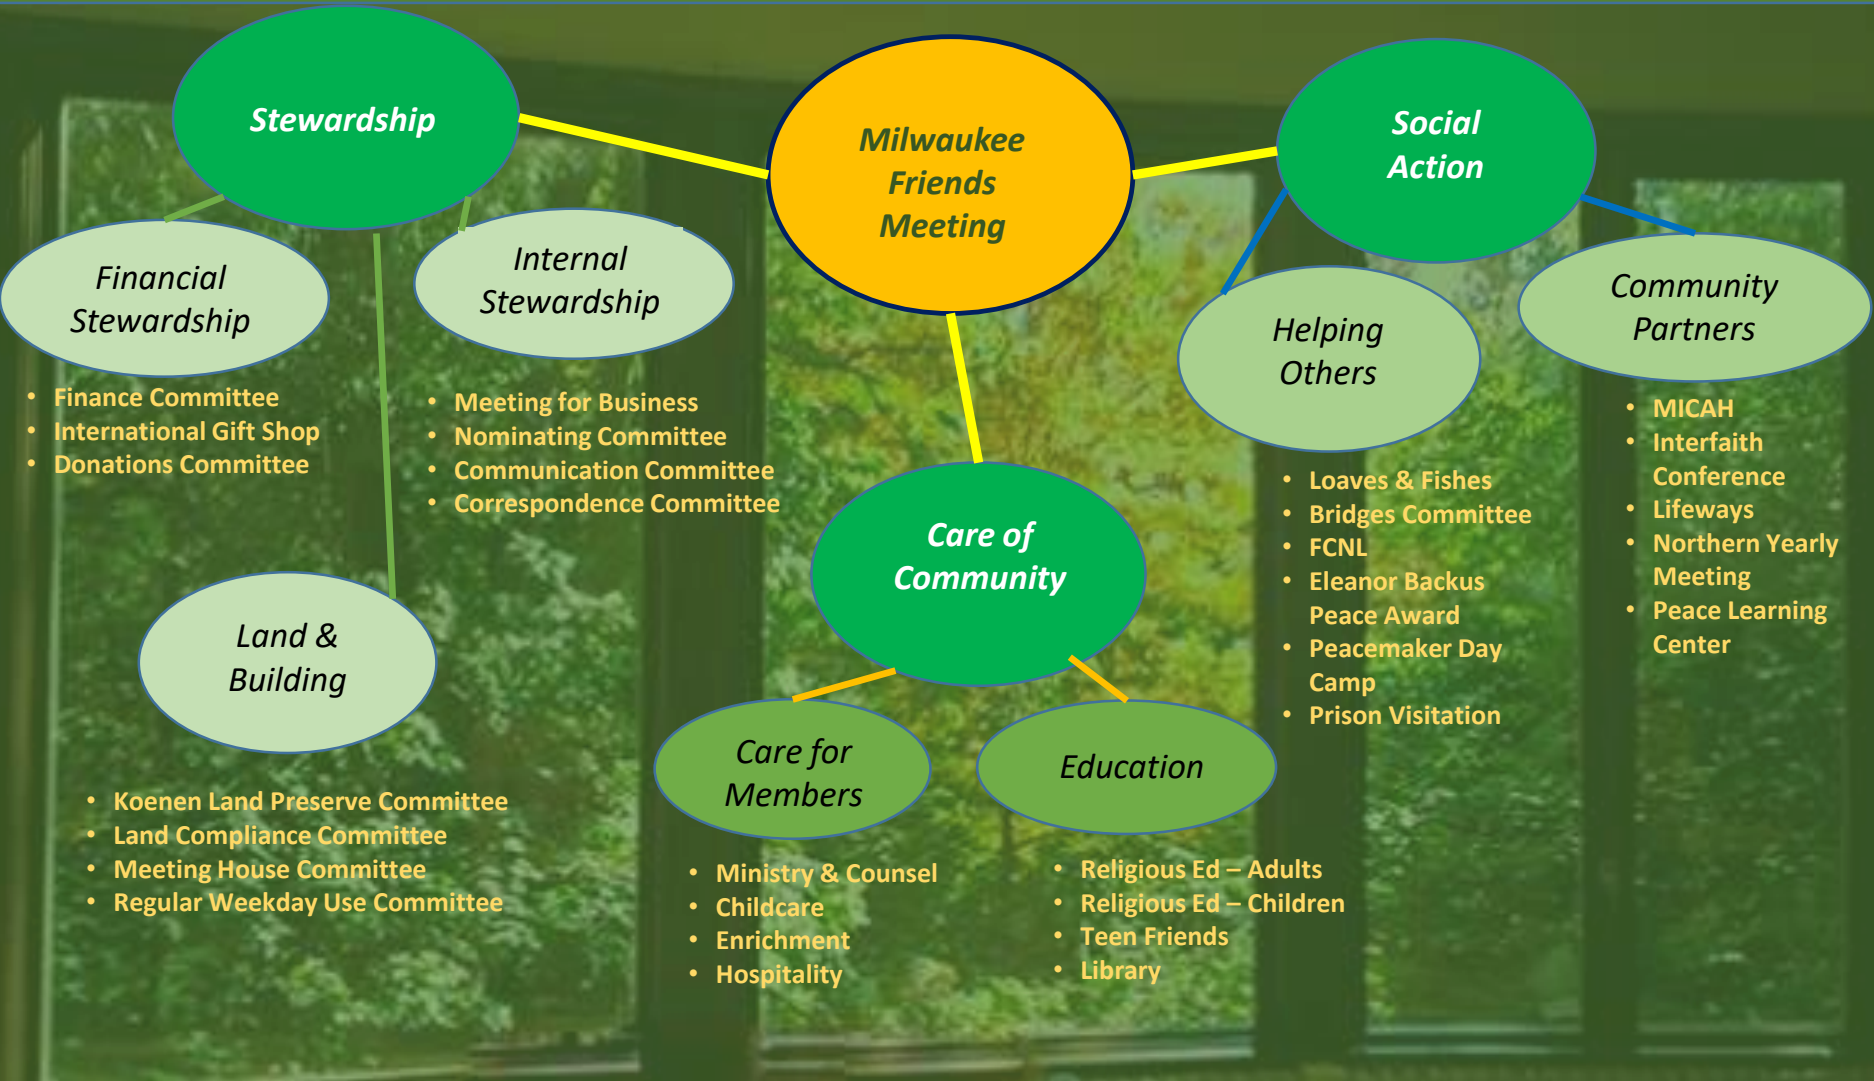 Milwaukee
Friends
Meeting
Stewardship
Financial
Stewardship
• Finance Committee
• International Gift Shop
• Donations Committee
Internal
Stewardship
• Meeting for Business
• Nominating Committee
• Communication Committee
• Correspondence Committee
Land &
Building
• Koenen Land Preserve Committee
• Land Compliance Committee
• Meeting House Committee
• Regular Weekday Use Committee
Care of
Community
Care for
Members
• Ministry & Counsel
• Childcare
• Enrichment
• Hospitality
Education
• Religious Ed – Adults
• Religious Ed – Children
• Teen Friends
• Library
Social
Action
Helping
Others
• Loaves & Fishes
• Bridges Committee
• FCNL
• Eleanor Backus
Peace Award
• Peacemaker Day
Camp
• Prison Visitation
Community
Partners
• MICAH
• Interfaith
Conference
• Lifeways
• Northern Yearly
Meeting
• Peace Learning
Center